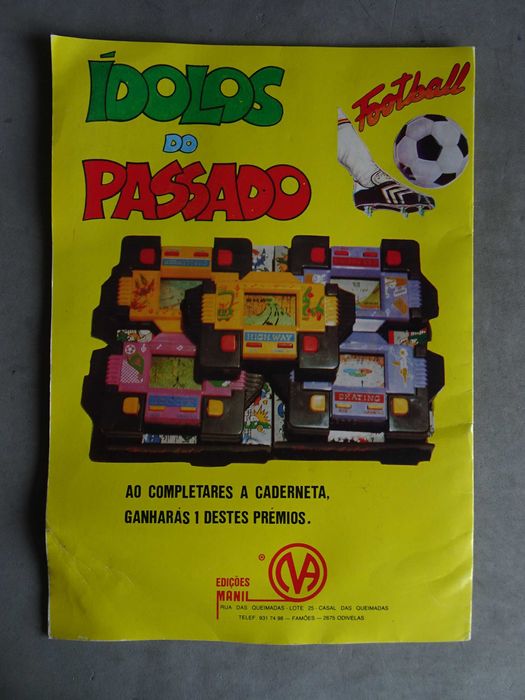 ÍDOLOS
DO
PASSADO
Football
HIGH WAY
SKATING
AO COMPLETARES A CADERNETA,
GANHARÁS 1 DESTES PRÉMIOS.
EDIÇÕES
MANIL
RUA DAS QUEIMADAS - LOTE 25 - CASAL DAS QUEIMADAS
TELEF. 931 74 98 — FAMÕES — 2675 ODIVELAS